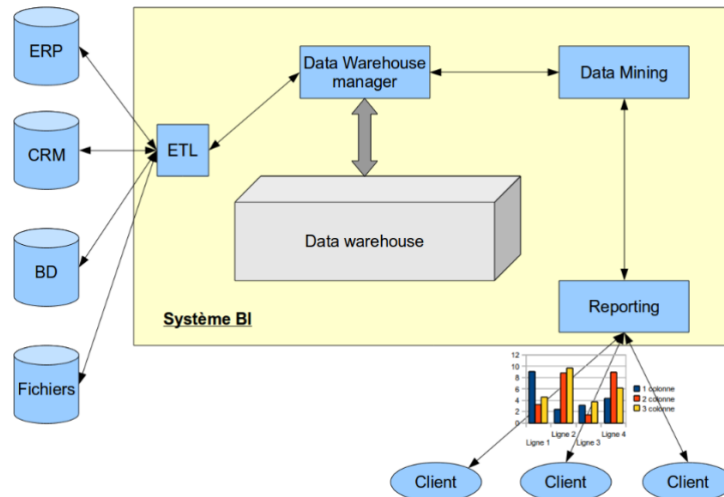 ERP
CRM
BD
Fichiers
ETL
Data Warehouse
manager
Data Mining
Data warehouse
Reporting
Système BI
12
10
8
6
4
2
0
Ligne 1
Ligne 2
Ligne 3
Ligne 4
1 colonne
2 colonne
3 colonne
Client
Client
Client